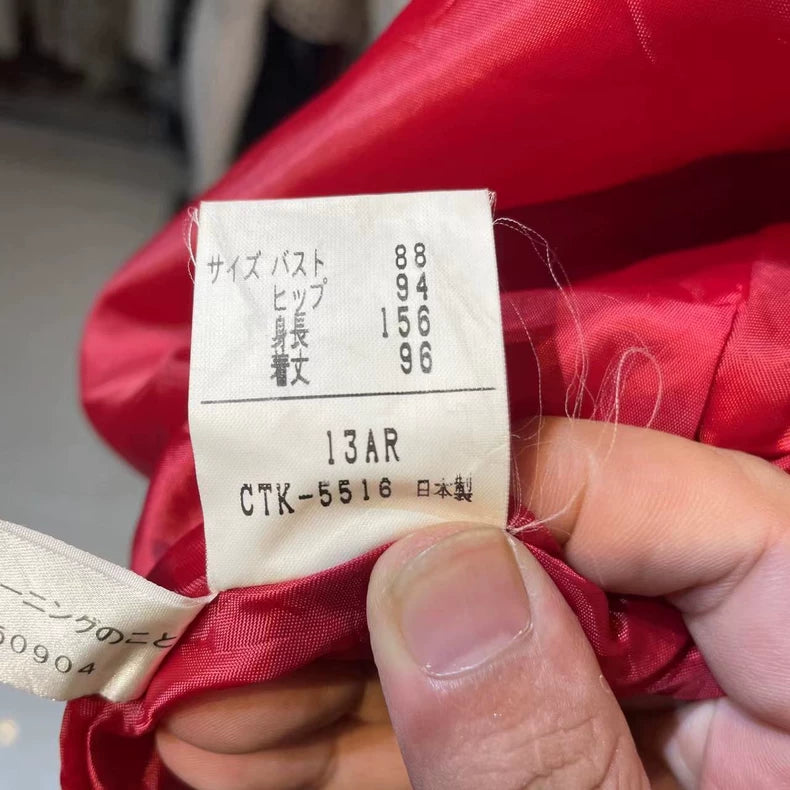 サイズ バスト 88
ヒップ 94
身長 156
着丈 96
13AR
CTK-5516 日本製
ーニングのこと
50904